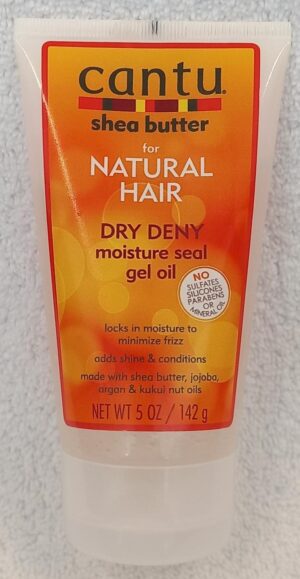 cantu®
shea butter
for
NATURAL
HAIR
DRY DENY
moisture seal
gel oil
NO
SULFATES
SILICONES
PARABENS
OR
MINERAL OIL
locks in moisture to
minimize frizz
adds shine & conditions
made with shea butter, jojoba,
argan & kukui nut oils
NET WT 5 OZ / 142 g